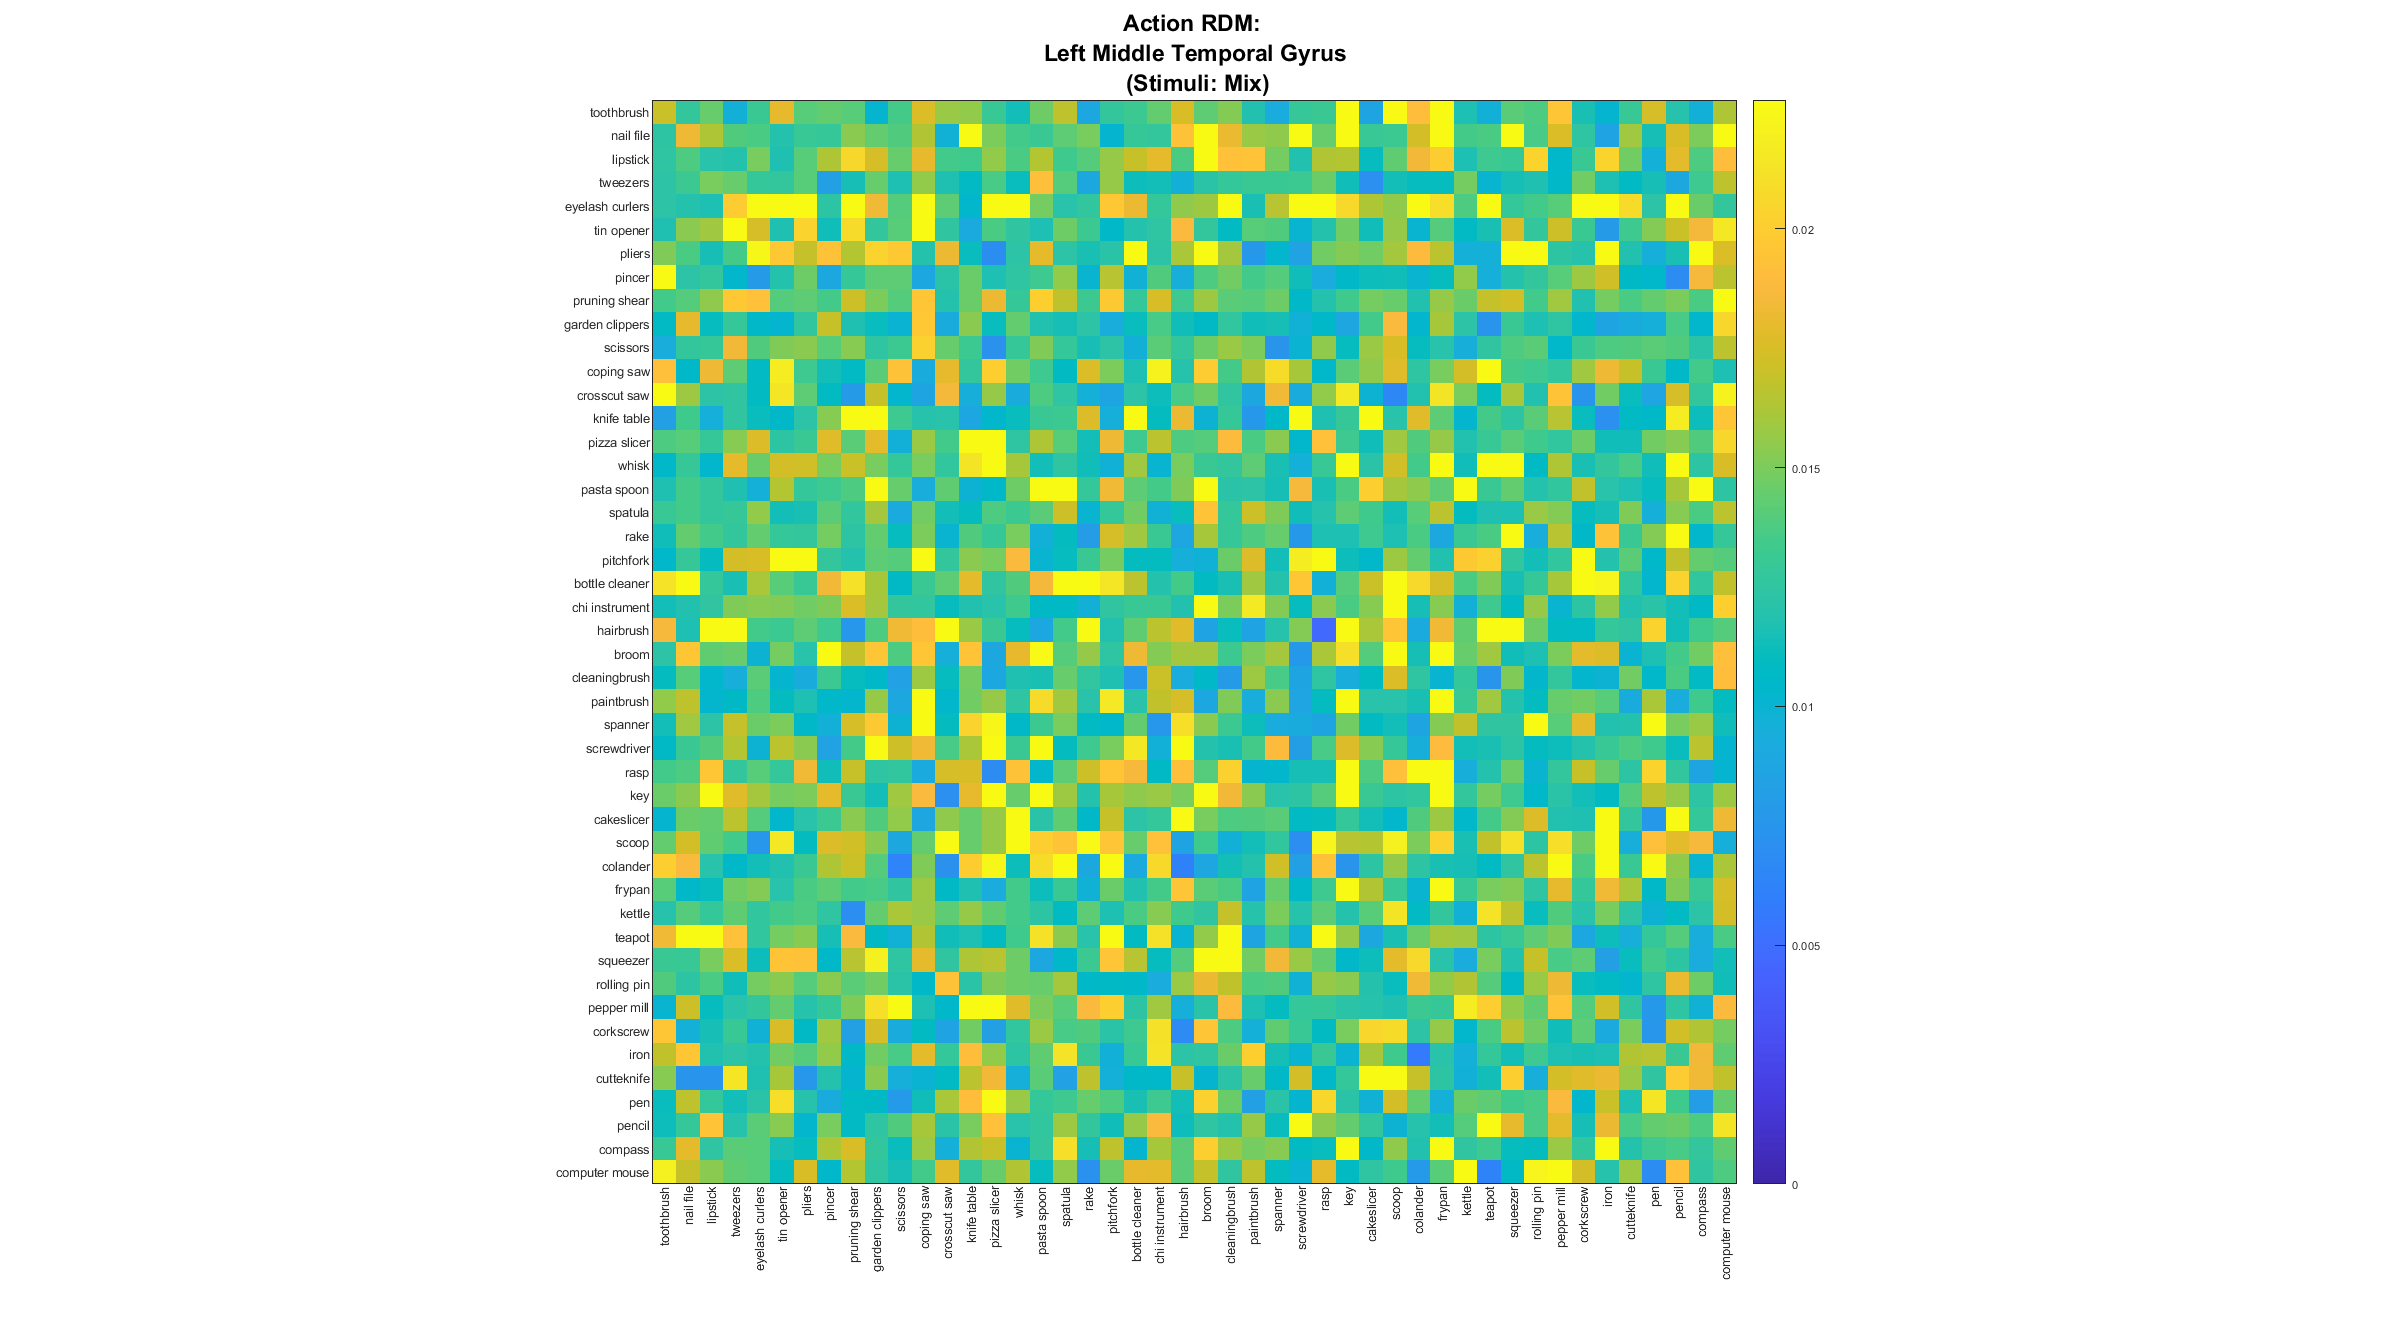 Action RDM:
Left Middle Temporal Gyrus
(Stimuli: Mix)
toothbrush
nail file
lipstick
tweezers
eyelash curlers
tin opener
pliers
pincer
pruning shear
garden clippers
scissors
coping saw
crosscut saw
knife table
pizza slicer
whisk
pasta spoon
spatula
rake
pitchfork
bottle cleaner
chi instrument
hairbrush
broom
cleaningbrush
paintbrush
spanner
screwdriver
rasp
key
cakeslicer
scoop
colander
frypan
kettle
teapot
squeezer
rolling pin
pepper mill
corkscrew
iron
cutteknife
pen
pencil
compass
computer mouse
toothbrush
nail file
lipstick
tweezers
eyelash curlers
tin opener
pliers
pincer
pruning shear
garden clippers
scissors
coping saw
crosscut saw
knife table
pizza slicer
whisk
pasta spoon
spatula
rake
pitchfork
bottle cleaner
chi instrument
hairbrush
broom
cleaningbrush
paintbrush
spanner
screwdriver
rasp
key
cakeslicer
scoop
colander
frypan
kettle
teapot
squeezer
rolling pin
pepper mill
corkscrew
iron
cutteknife
pen
pencil
compass
computer mouse
0.02
0.015
0.01
0.005
0